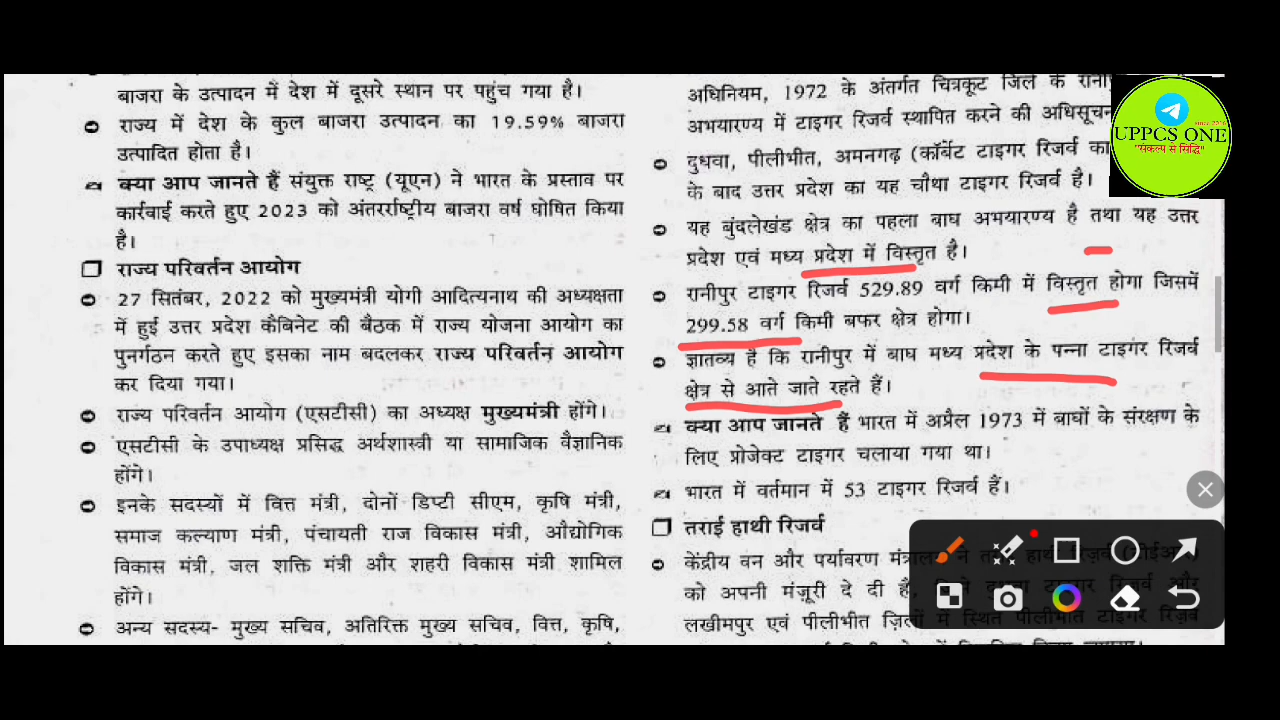 बाजरा के उत्पादन में देश में दूसरे स्थान पर पहुंच गया है।
➲ राज्य में देश के कुल बाजरा उत्पादन का 19.59% बाजरा
उत्पादित होता है।
क्या आप जानते हैं संयुक्त राष्ट्र (यूएन) ने भारत के प्रस्ताव पर
कार्रवाई करते हुए 2023 को अंतरर्राष्ट्रीय बाजरा वर्ष घोषित किया
है।
❐ राज्य परिवर्तन आयोग
➲ 27 सितंबर, 2022 को मुख्यमंत्री योगी आदित्यनाथ की अध्यक्षता
में हुई उत्तर प्रदेश कैबिनेट की बैठक में राज्य योजना आयोग का
पुनर्गठन करते हुए इसका नाम बदलकर राज्य परिवर्तन आयोग
कर दिया गया।
➲ राज्य परिवर्तन आयोग (एसटीसी) का अध्यक्ष मुख्यमंत्री होंगे।
➲ एसटीसी के उपाध्यक्ष प्रसिद्ध अर्थशास्त्री या सामाजिक वैज्ञानिक
होंगे।
➲ इनके सदस्यों में वित्त मंत्री, दोनों डिप्टी सीएम, कृषि मंत्री,
समाज कल्याण मंत्री, पंचायती राज विकास मंत्री, औद्योगिक
विकास मंत्री, जल शक्ति मंत्री और शहरी विकास मंत्री शामिल
होंगे।
➲ अन्य सदस्य- मुख्य सचिव, अतिरिक्त मुख्य सचिव, वित्त, कृषि,
अधिनियम, 1972 के अंतर्गत चित्रकूट जिले के
अभयारण्य में टाइगर रिजर्व स्थापित करने की
➲ दुधवा, पीलीभीत, अमनगढ़ (कॉर्बेट टाइगर रिजर्व का
के बाद उत्तर प्रदेश का यह चौथा टाइगर रिजर्व है।
➲ यह बुंदलेखंड क्षेत्र का पहला बाघ अभयारण्य है तथा यह उत्तर
प्रदेश एवं मध्य प्रदेश में विस्तृत है।
➲ रानीपुर टाइगर रिजर्व 529.89 वर्ग किमी में विस्तृत होगा जिसमें
299.58 वर्ग किमी बफर क्षेत्र होगा।
➲ ज्ञातव्य है कि रानीपुर में बाघ मध्य प्रदेश के पन्ना टाइगर रिजर्व
क्षेत्र से आते जाते रहते हैं।
क्या आप जानते हैं भारत में अप्रैल 1973 में बाघों के संरक्षण के
लिए प्रोजेक्ट टाइगर चलाया गया था।
भारत में वर्तमान में 53 टाइगर रिजर्व हैं।
❐ तराई हाथी रिजर्व
➲ केंद्रीय वन और पर्यावरण मंत्रालय ने
को अपनी मंज़ूरी दे दी है, दुधवा टाइगर रिजर्व और
लखीमपुर एवं पीलीभीत ज़िलों में स्थित पीलीभीत टाइगर रिज़र्व
UPPCS ONE
"संकल्प से सिद्धि"